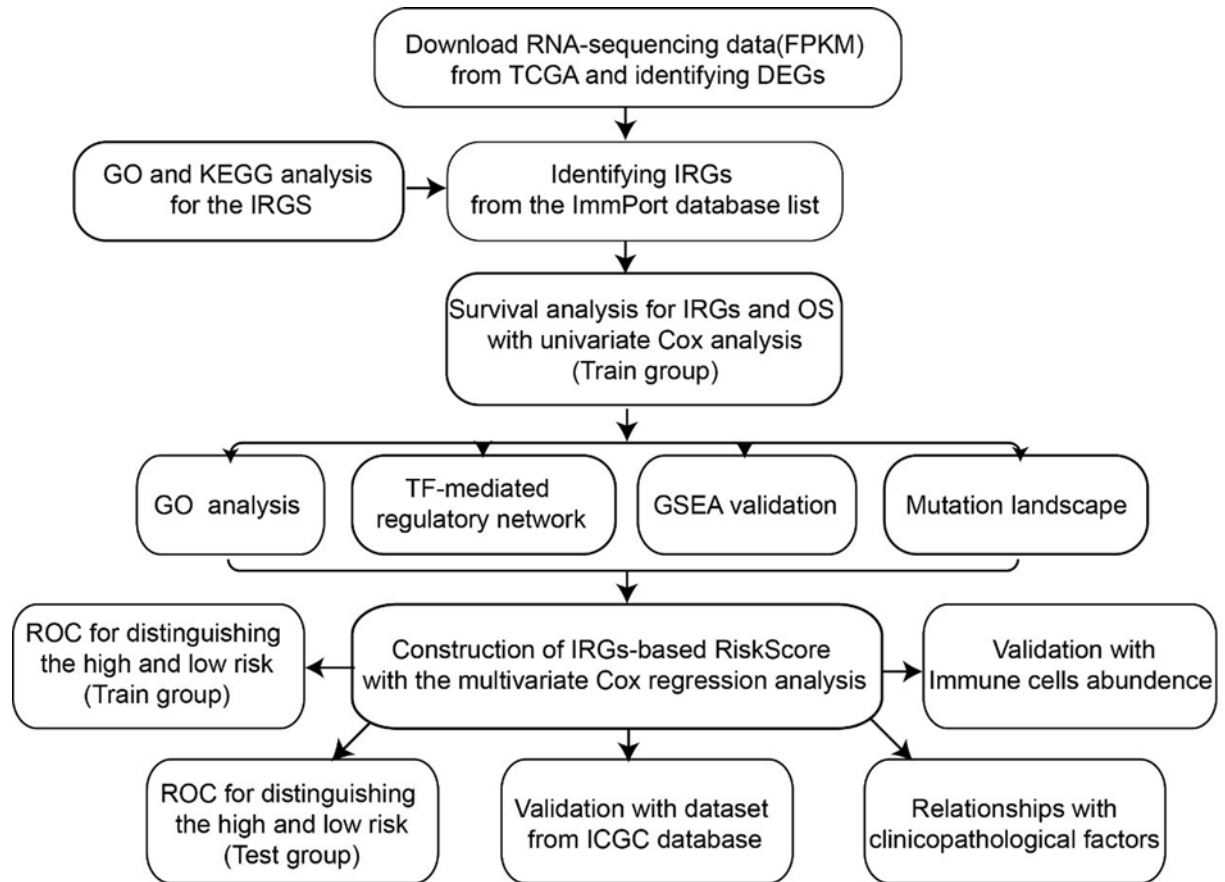 Download RNA-sequencing data(FPKM)
from TCGA and identifying DEGs
GO and KEGG analysis
for the IRGS
Identifying IRGs
from the ImmPort database list
Survival analysis for IRGs and OS
with univariate Cox analysis
(Train group)
GO analysis
TF-mediated
regulatory network
GSEA validation
Mutation landscape
ROC for distinguishing
the high and low risk
(Train group)
Construction of IRGs-based RiskScore
with the multivariate Cox regression analysis
Validation with
Immune cells abundence
ROC for distinguishing
the high and low risk
(Test group)
Validation with dataset
from ICGC database
Relationships with
clinicopathological factors